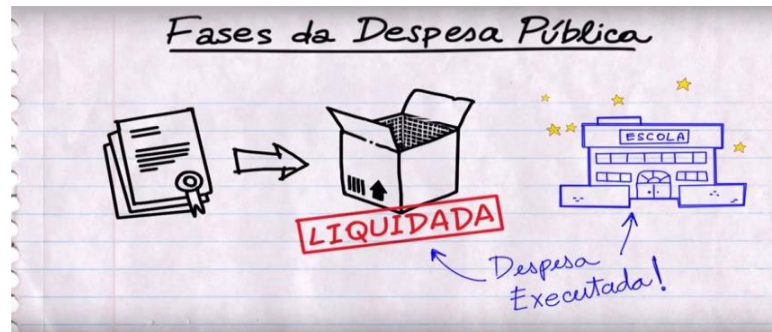 Fases da Despesa Pública
ESCOLA
LIQUIDADA
Despesa
Executada!